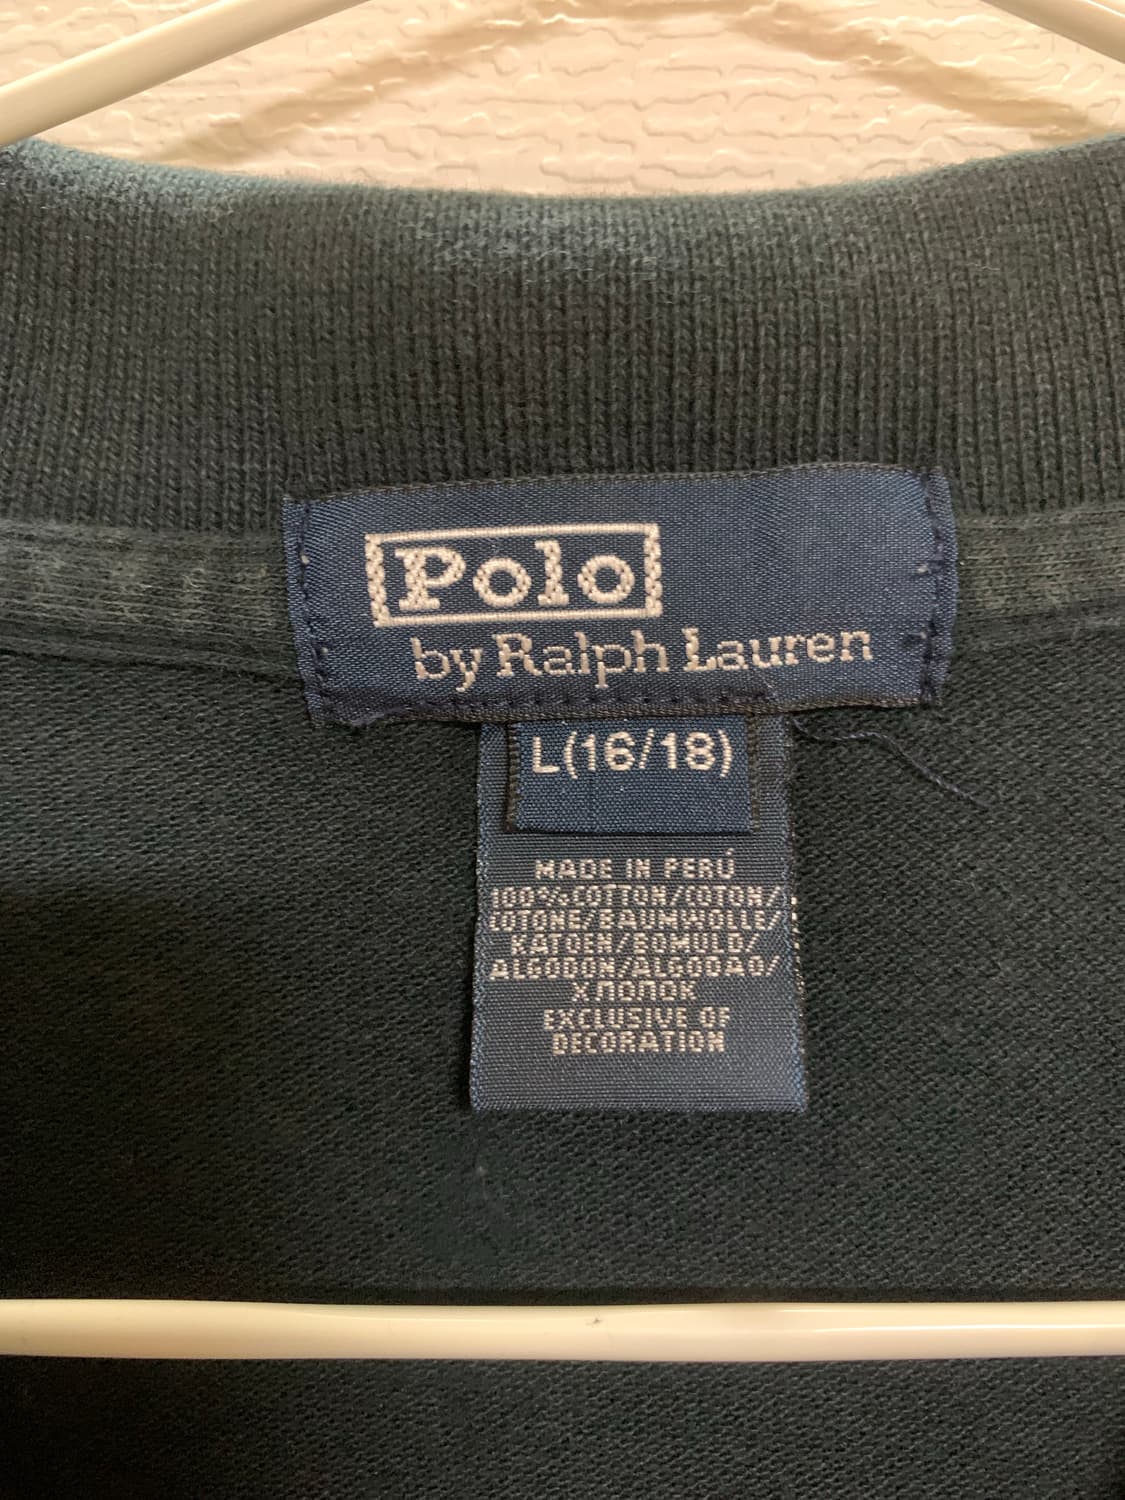 Polo
by Ralph Lauren
L(16/18)
MADE IN PERÚ
100%COTTON/COTON/
COTONE/BAUMWOLLE/
KATOEN/BOMULD/
ALGODON/ALGODAO/
ХЛОПОК
EXCLUSIVE OF
DECORATION